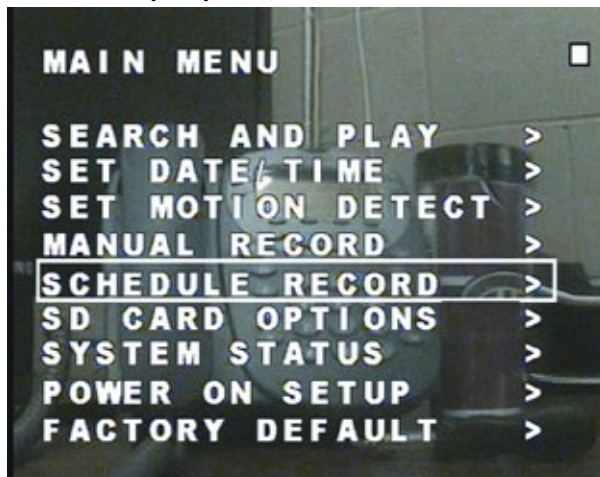 MAIN MENU
SEARCH AND PLAY >
SET DATE/TIME >
SET MOTION DETECT >
MANUAL RECORD >
SCHEDULE RECORD >
SD CARD OPTIONS >
SYSTEM STATUS >
POWER ON SETUP >
FACTORY DEFAULT >